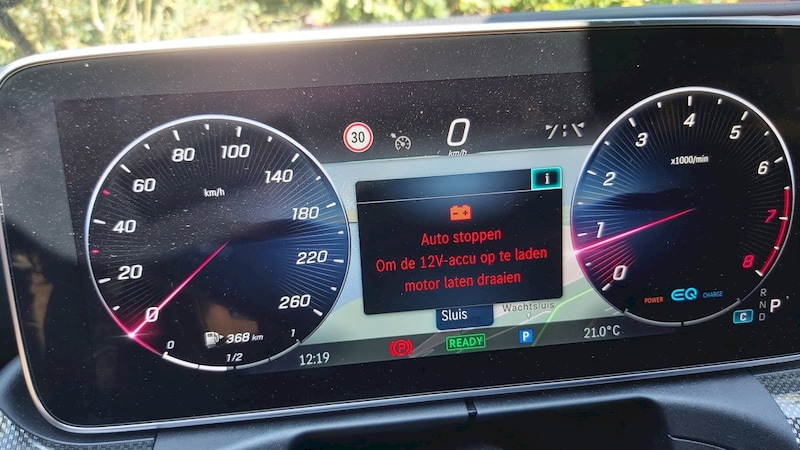 30
0
km/h
0
20
40
60
80
100
140
180
220
260
km/h
368 km
0
1/2
1
i
Auto stoppen
Om de 12V-accu op te laden
motor laten draaien
Sluis
Wachtsluis
0
1
2
3
4
5
6
7
8
x1000/min
POWER EQ CHARGE
R
N
D
P
C
12:19
P
READY
P
21.0°C